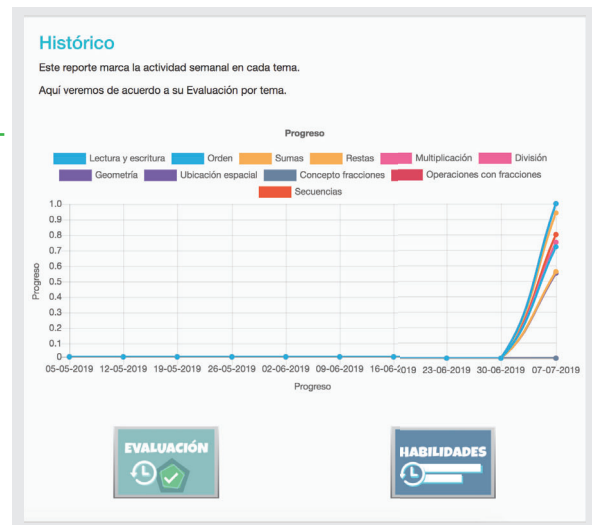 Histórico
Este reporte marca la actividad semanal en cada tema.
Aquí veremos de acuerdo a su Evaluación por tema.
Progreso
Lectura y escritura Orden Sumas Restas Multiplicación División
Geometría Ubicación espacial Concepto fracciones Operaciones con fracciones
Secuencias
1.0
0.9
0.8
0.7
0.6
0.5
0.4
0.3
0.2
0.1
0
Progreso
05-05-2019 12-05-2019 19-05-2019 26-05-2019 02-06-2019 09-06-2019 16-06-2019 23-06-2019 30-06-2019 07-07-2019
Progreso
EVALUACIÓN
HABILIDADES